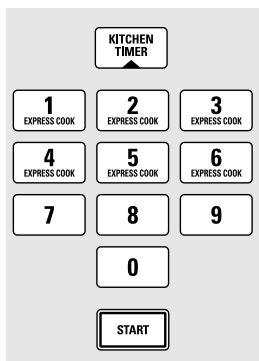 KITCHEN
TIMER
1 2 3
EXPRESS COOK EXPRESS COOK EXPRESS COOK
4 5 6
EXPRESS COOK EXPRESS COOK EXPRESS COOK
7 8 9
0
START